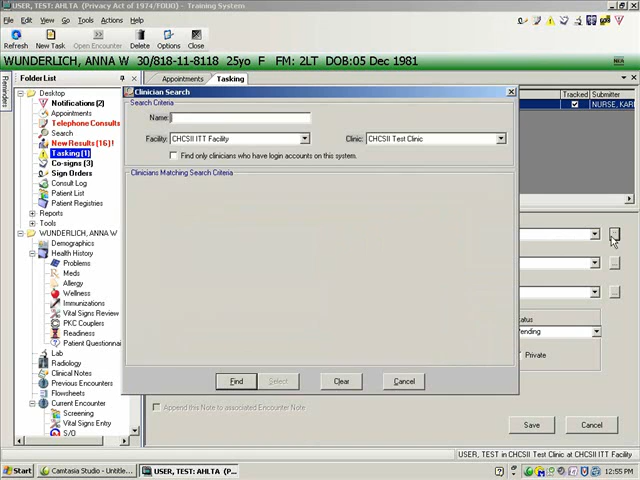 USER, TEST: AHLTA (Privacy Act of 1974/FOUO) - Training System
File Edit View Go Tools Actions Help
Refresh New Task Open Encounter Delete Options Close
WUNDERLICH, ANNA W 30/818-11-8118 25yo F FM: 2LT DOB:05 Dec 1981
Reminders
Folder List
Appointments Tasking
Desktop
Notifications (2)
Appointments
Telephone Consults
Search
New Results (16) !
Tasking (1)
Co-signs (3)
Sign Orders
Consult Log
Patient List
Patient Registries
Reports
Tools
WUNDERLICH, ANNA W
Demographics
Health History
Problems
Meds
Allergy
Wellness
Immunizations
Vital Signs Review
PKC Couplers
Readiness
Patient Questionnai
Lab
Radiology
Clinical Notes
Previous Encounters
Flowsheets
Current Encounter
Screening
Vital Signs Entry
S/O
Clinician Search
Search Criteria
Name:
Facility: CHCSII ITT Facility Clinic: CHCSII Test Clinic
Find only clinicians who have login accounts on this system.
Clinicians Matching Search Criteria
Find Select Clear Cancel
Tracked Submitter
NURSE, KARE
...
...
...
tatus
ending
Private
Append this Note to associated Encounter Note
Save Cancel
USER, TEST in CHCSII Test Clinic at CHCSII ITT Facility
Start Camtasia Studio - Untitle... USER, TEST: AHLTA (P... 12:55 PM